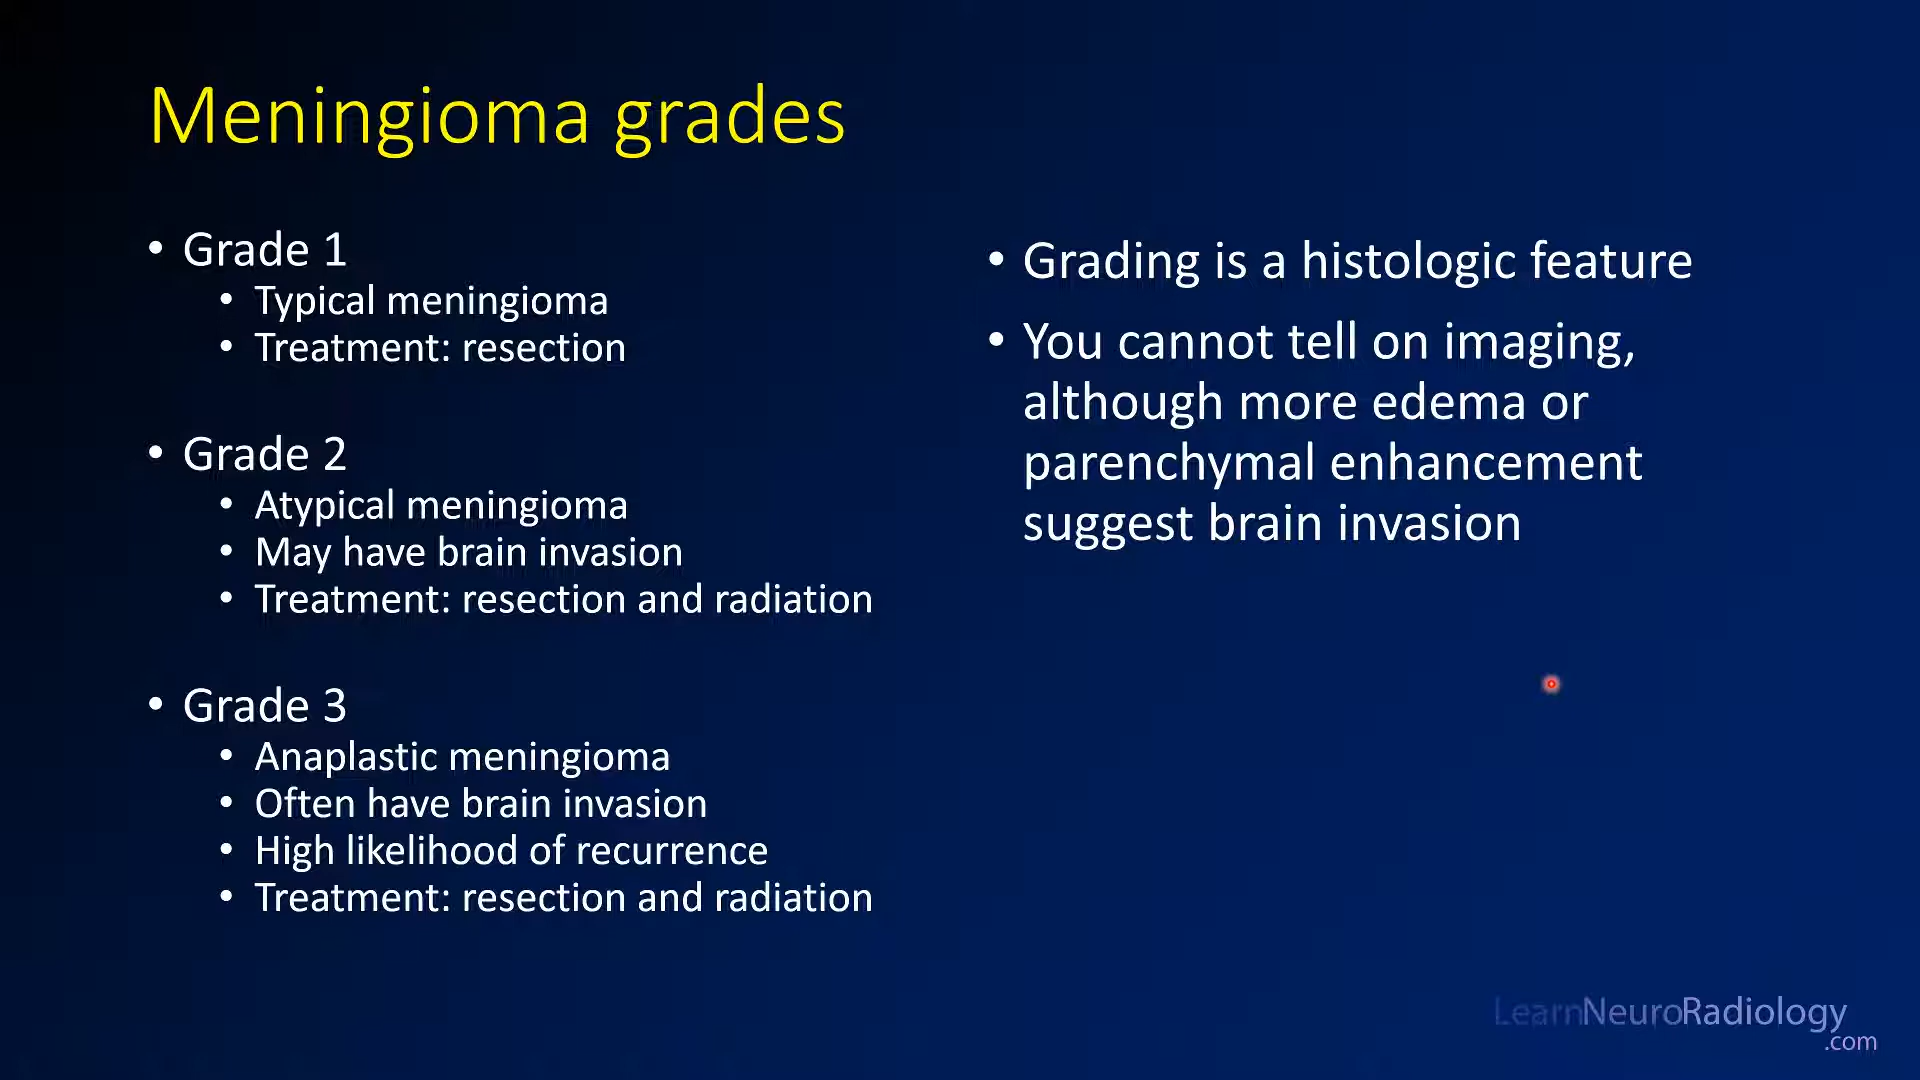 Meningioma grades
• Grade 1
• Typical meningioma
• Treatment: resection
• Grade 2
• Atypical meningioma
• May have brain invasion
• Treatment: resection and radiation
• Grade 3
• Anaplastic meningioma
• Often have brain invasion
• High likelihood of recurrence
• Treatment: resection and radiation
• Grading is a histologic feature
• You cannot tell on imaging,
although more edema or
parenchymal enhancement
suggest brain invasion
LearnNeuroRadiology
.com